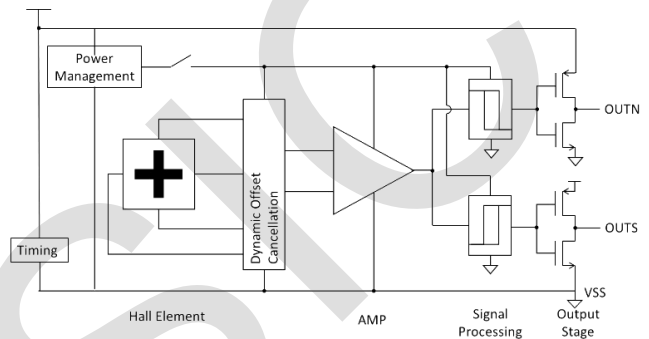 Power
Management
OUTN
Dynamic Offset
Cancellation
OUTS
Timing
VSS
Hall Element
AMP
Signal
Processing
Output
Stage